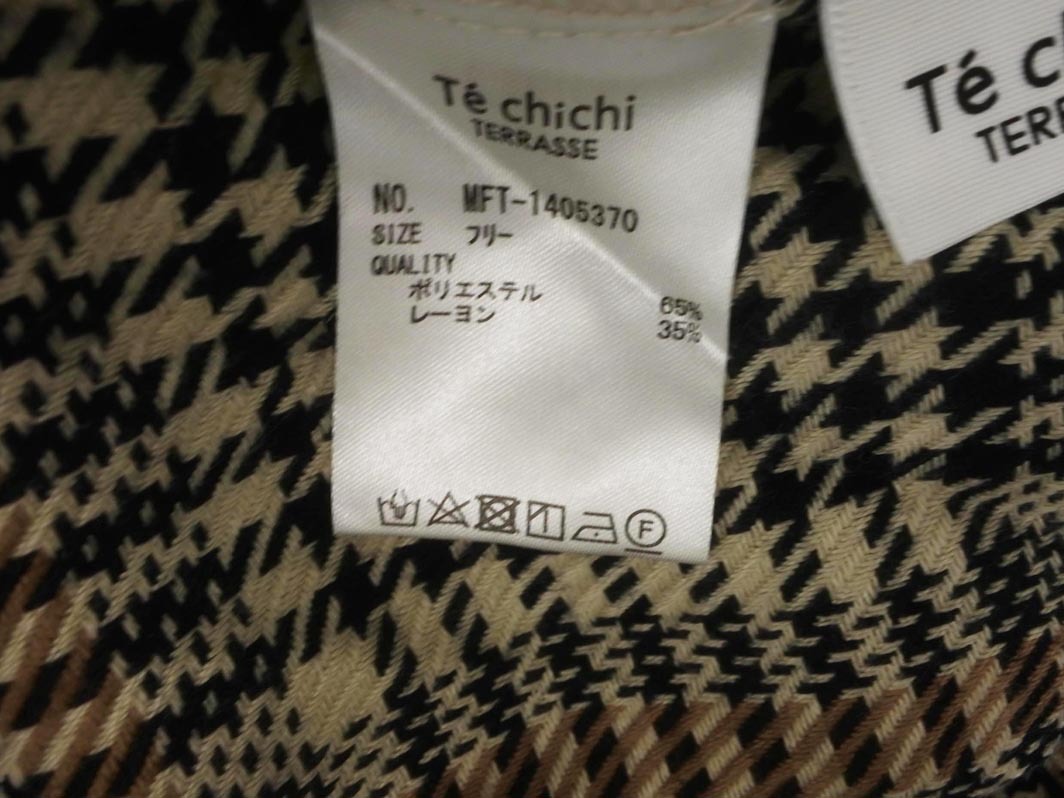 Té chichi
TERRASSE
NO. MFT-1405370
SIZE フリー
QUALITY
ポリエステル 65%
レーヨン 35%
F
Té c
TER